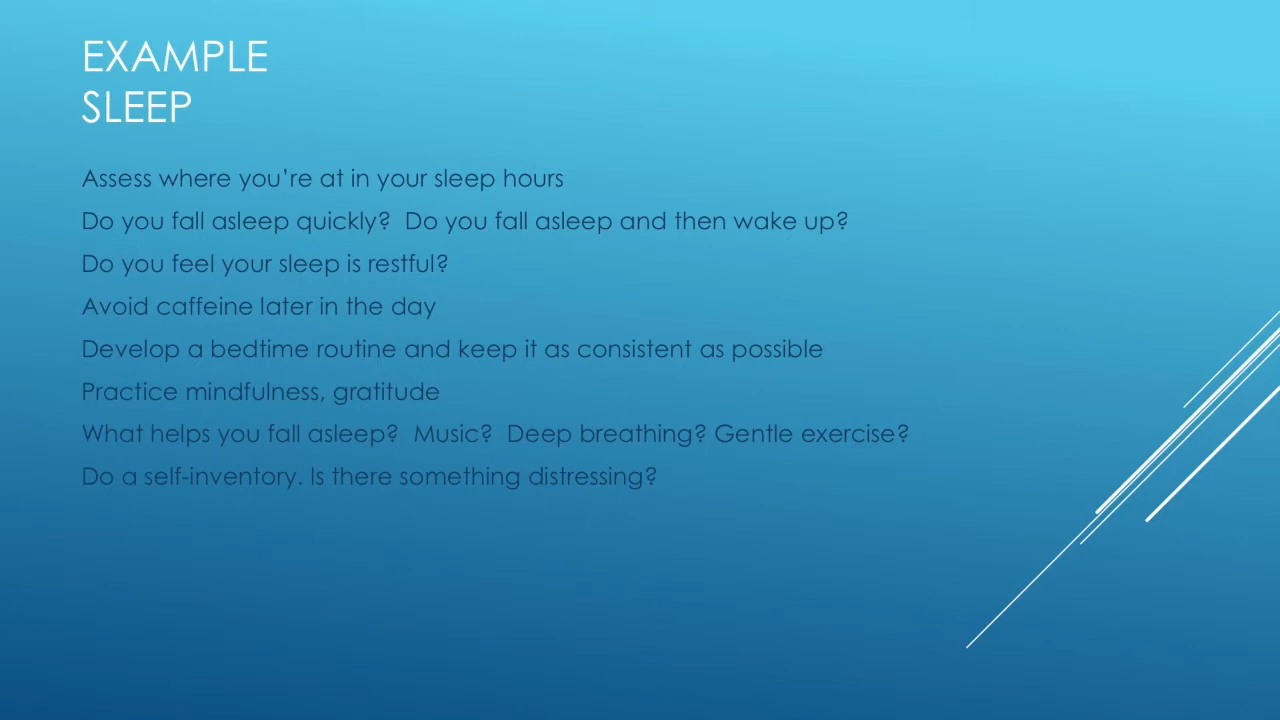 EXAMPLE
SLEEP
Assess where you’re at in your sleep hours
Do you fall asleep quickly?  Do you fall asleep and then wake up?
Do you feel your sleep is restful?
Avoid caffeine later in the day
Develop a bedtime routine and keep it as consistent as possible
Practice mindfulness, gratitude
What helps you fall asleep?  Music?  Deep breathing? Gentle exercise?
Do a self-inventory. Is there something distressing?